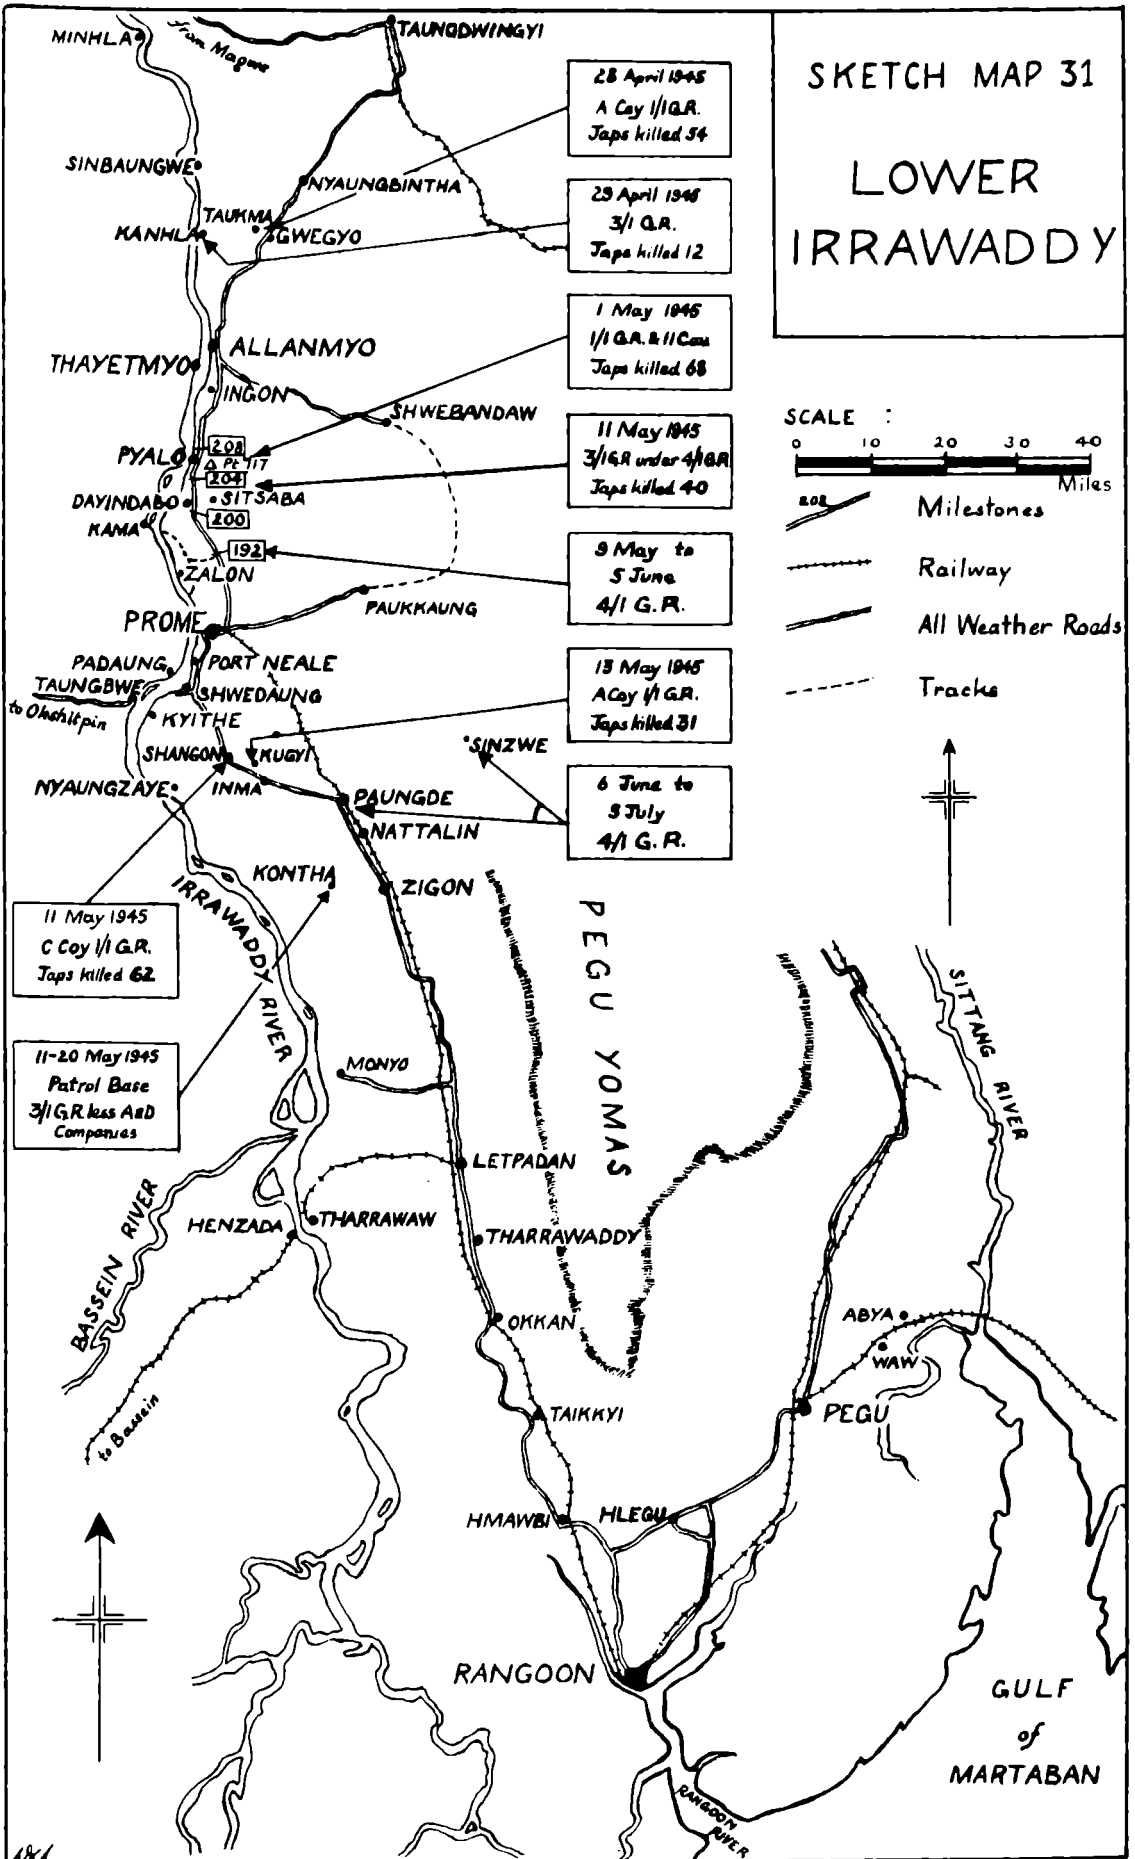 SKETCH MAP 31
LOWER
IRRAWADDY
MINHLA
from Magwe
TAUNGDWINGYI
28 April 1945
A Coy 1/1 G.R.
Japs killed 54
SINBAUNGWE
NYAUNGBINTHA
TAUKMA
KANHLA
GWEGYO
29 April 1945
3/1 G.R.
Japs killed 12
1 May 1945
1/1 G.R. & 11 Cav
Japs killed 68
ALLANMYO
THAYETMYO
INGON
SHWEBANDAW
11 May 1945
3/1 G.R under 4/1 G.R
Japs killed 40
PYALO
208
Pt 117
204
DAYINDABO
SITSABA
200
KAMA
192
ZALON
9 May to
5 June
4/1 G.R.
PROME
PAUKKAUNG
PADAUNG
PORT NEALE
TAUNGBWE
SHWEDAUNG
to Okshitpin
KYITHE
13 May 1945
A Coy 1/1 G.R.
Japs killed 31
SHANGON
KUGYI
SINZWE
NYAUNGZAYE
INMA
PAUNGDE
NATTALIN
6 June to
3 July
4/1 G.R.
SCALE :
0 10 20 30 40
Miles
202
Milestones
Railway
All Weather Roads
Tracks
KONTHA
ZIGON
IRRAWADDY RIVER
11 May 1945
C Coy 1/1 G.R.
Japs killed 62
PEGU YOMAS
SITTANG RIVER
11-20 May 1945
Patrol Base
3/1 G.R less A&D
Companies
MONYO
LETPADAN
BASSEIN RIVER
HENZADA
THARRAWAW
THARRAWADDY
OKKAN
ABYA
WAW
to Bassein
TAIKKYI
PEGU
HMAWBI
HLEGU
RANGOON
GULF
of
MARTABAN
RANGOON
RIVER